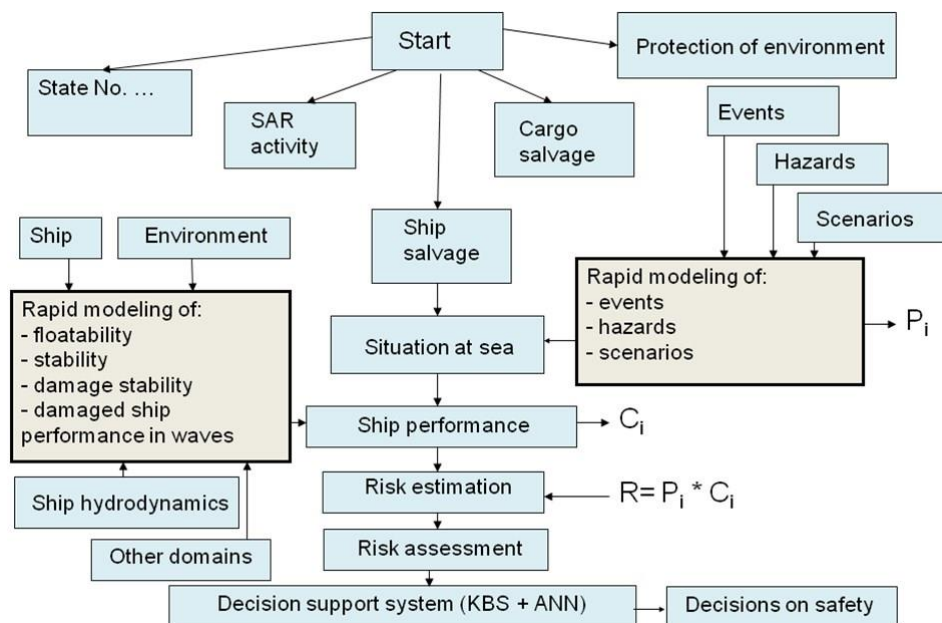 Start
Protection of environment
State No. ...
SAR
activity
Cargo
salvage
Events
Hazards
Scenarios
Ship
Environment
Ship
salvage
Rapid modeling of:
- floatability
- stability
- damage stability
- damaged ship
performance in waves
Rapid modeling of:
- events
- hazards
- scenarios
Pi
Situation at sea
Ship performance
Ci
Ship hydrodynamics
Risk estimation
R= Pi * Ci
Other domains
Risk assessment
Decision support system (KBS + ANN)
Decisions on safety